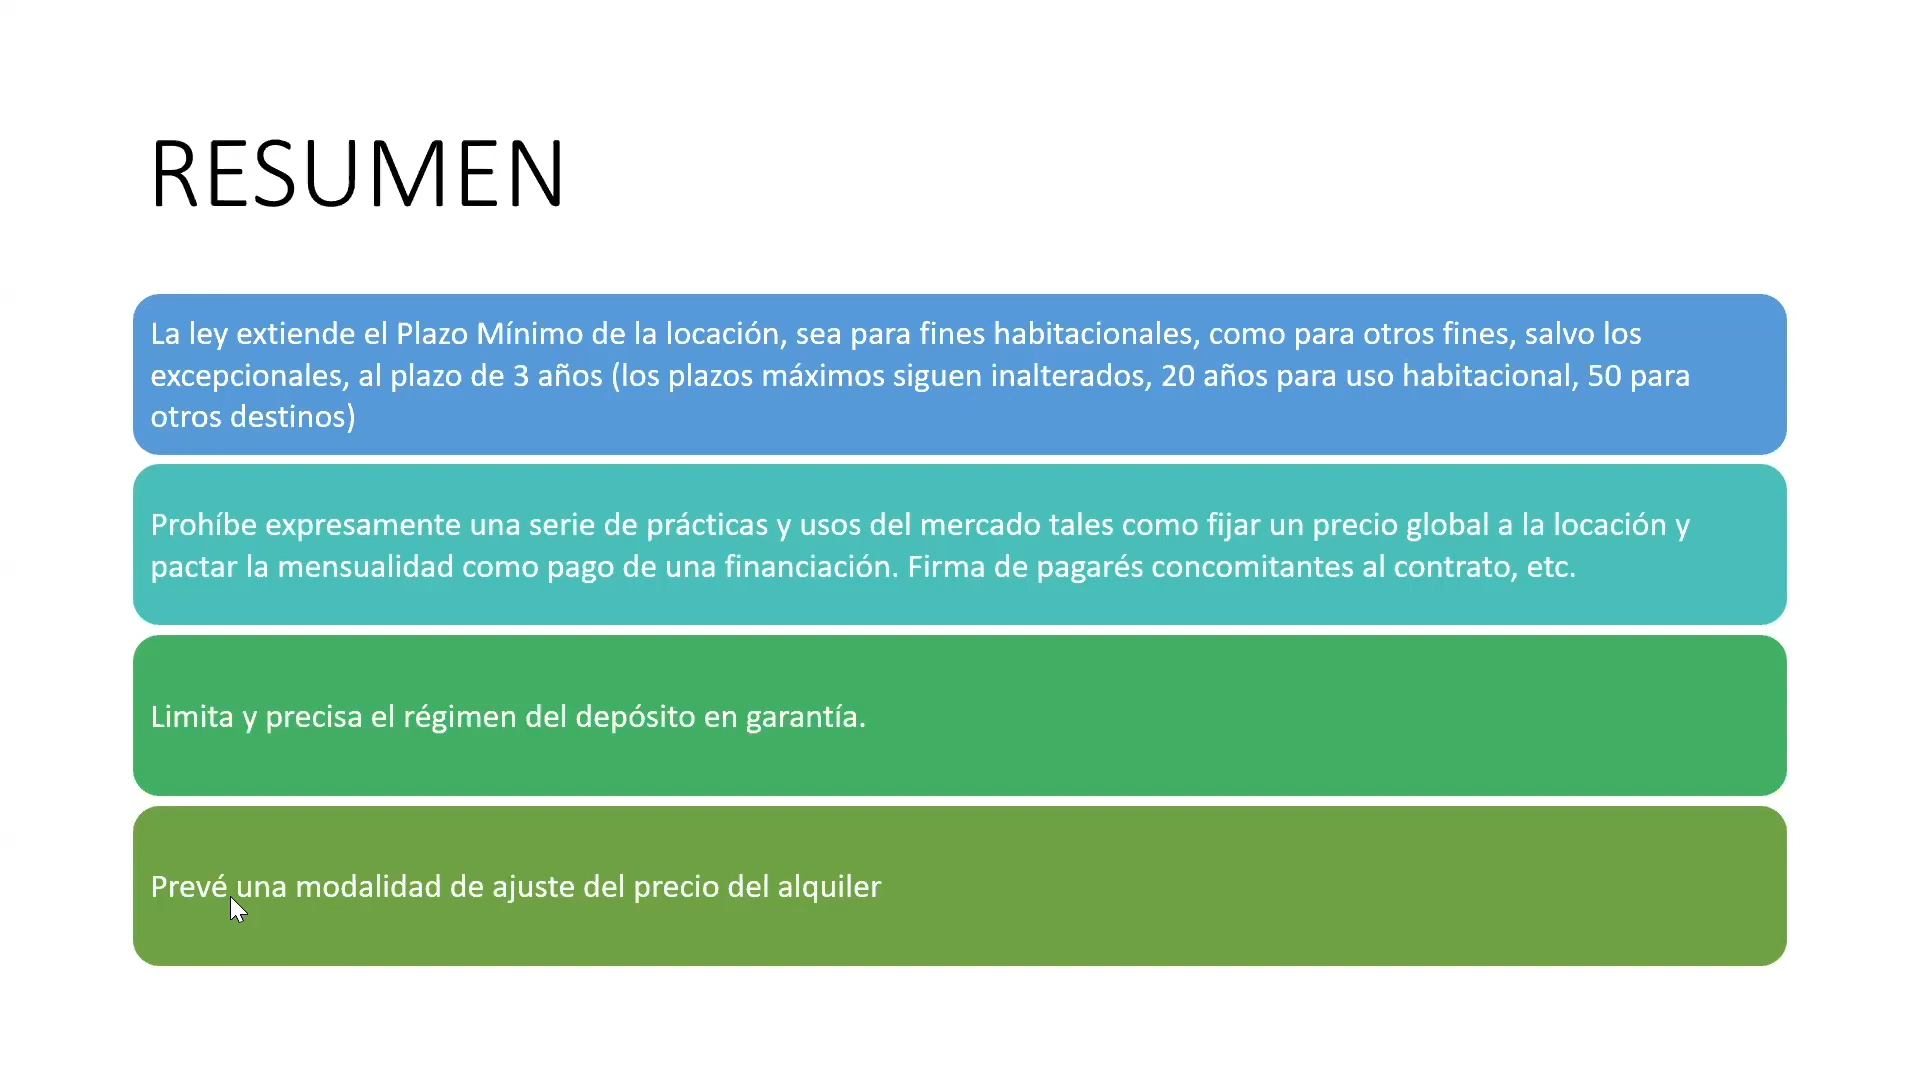 RESUMEN
La ley extiende el Plazo Mínimo de la locación, sea para fines habitacionales, como para otros fines, salvo los
excepcionales, al plazo de 3 años (los plazos máximos siguen inalterados, 20 años para uso habitacional, 50 para
otros destinos)
Prohíbe expresamente una serie de prácticas y usos del mercado tales como fijar un precio global a la locación y
pactar la mensualidad como pago de una financiación. Firma de pagarés concomitantes al contrato, etc.
Limita y precisa el régimen del depósito en garantía.
Prevé una modalidad de ajuste del precio del alquiler